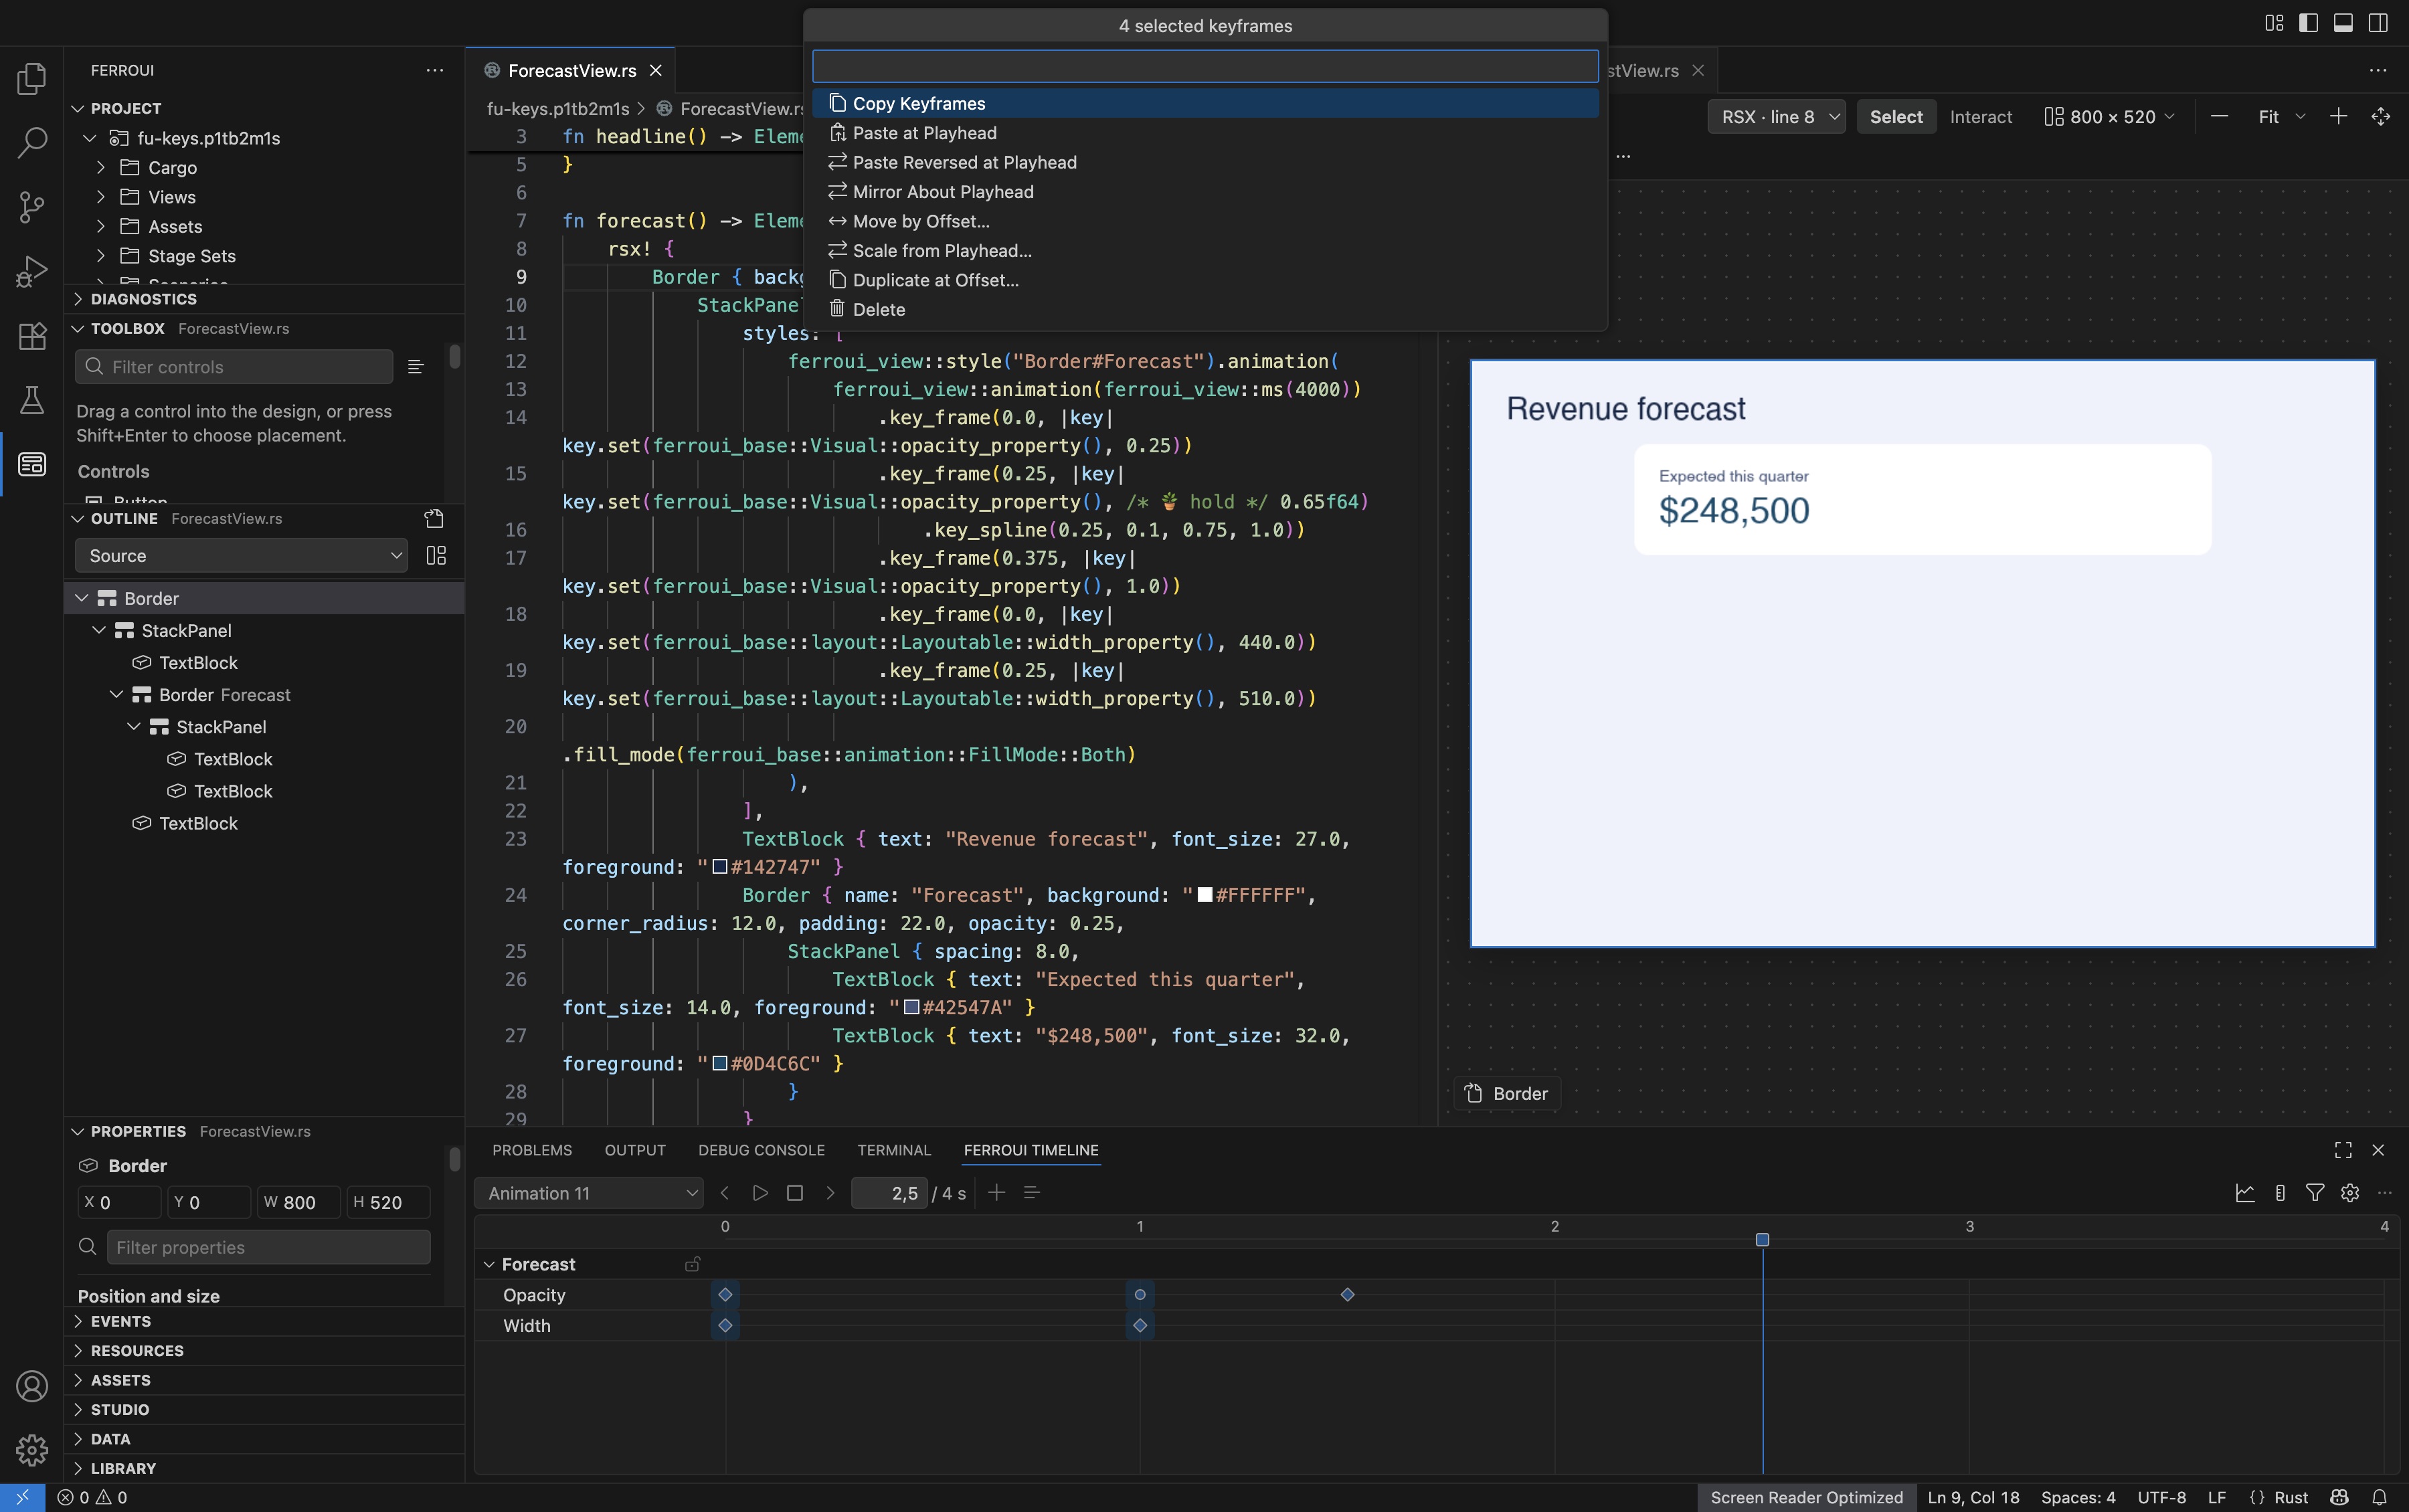 4 selected keyframes
Copy Keyframes
Paste at Playhead
Paste Reversed at Playhead
Mirror About Playhead
Move by Offset...
Scale from Playhead...
Duplicate at Offset...
Delete
FERROUI
PROJECT
fu-keys.p1tb2m1s
Cargo
Views
Assets
Stage Sets
DIAGNOSTICS
TOOLBOX ForecastView.rs
Filter controls
Drag a control into the design, or press
Shift+Enter to choose placement.
Controls
Button
OUTLINE ForecastView.rs
Source
Border
StackPanel
TextBlock
Border Forecast
StackPanel
TextBlock
TextBlock
TextBlock
PROPERTIES ForecastView.rs
Border
X 0 Y 0 W 800 H 520
Filter properties
Position and size
EVENTS
RESOURCES
ASSETS
STUDIO
DATA
LIBRARY
ForecastView.rs
fu-keys.p1tb2m1s > ForecastView.rs
3 fn headline() -> Eleme
5 }
6
7 fn forecast() -> Eleme
8 rsx! {
9 Border { backg
10 StackPanel
11 styles: [
12 ferroui_view::style("Border#Forecast").animation(
13 ferroui_view::animation(ferroui_view::ms(4000))
14 .key_frame(0.0, |key|
key.set(ferroui_base::Visual::opacity_property(), 0.25))
15 .key_frame(0.25, |key|
key.set(ferroui_base::Visual::opacity_property(), /* 🪴 hold */ 0.65f64)
16 .key_spline(0.25, 0.1, 0.75, 1.0))
17 .key_frame(0.375, |key|
key.set(ferroui_base::Visual::opacity_property(), 1.0))
18 .key_frame(0.0, |key|
key.set(ferroui_base::layout::Layoutable::width_property(), 440.0))
19 .key_frame(0.25, |key|
key.set(ferroui_base::layout::Layoutable::width_property(), 510.0))
20
.fill_mode(ferroui_base::animation::FillMode::Both)
21 ),
22 ],
23 TextBlock { text: "Revenue forecast", font_size: 27.0,
foreground: "#142747" }
24 Border { name: "Forecast", background: "#FFFFFF",
corner_radius: 12.0, padding: 22.0, opacity: 0.25,
25 StackPanel { spacing: 8.0,
26 TextBlock { text: "Expected this quarter",
font_size: 14.0, foreground: "#42547A" }
27 TextBlock { text: "$248,500", font_size: 32.0,
foreground: "#0D4C6C" }
28 }
29 }
stView.rs
RSX · line 8 Select Interact 800 × 520 Fit
Revenue forecast
Expected this quarter
$248,500
Border
PROBLEMS OUTPUT DEBUG CONSOLE TERMINAL FERROUI TIMELINE
Animation 11 2,5 / 4 s
0 1 2 3 4
Forecast
Opacity
Width
0 0 Screen Reader Optimized Ln 9, Col 18 Spaces: 4 UTF-8 LF {} Rust